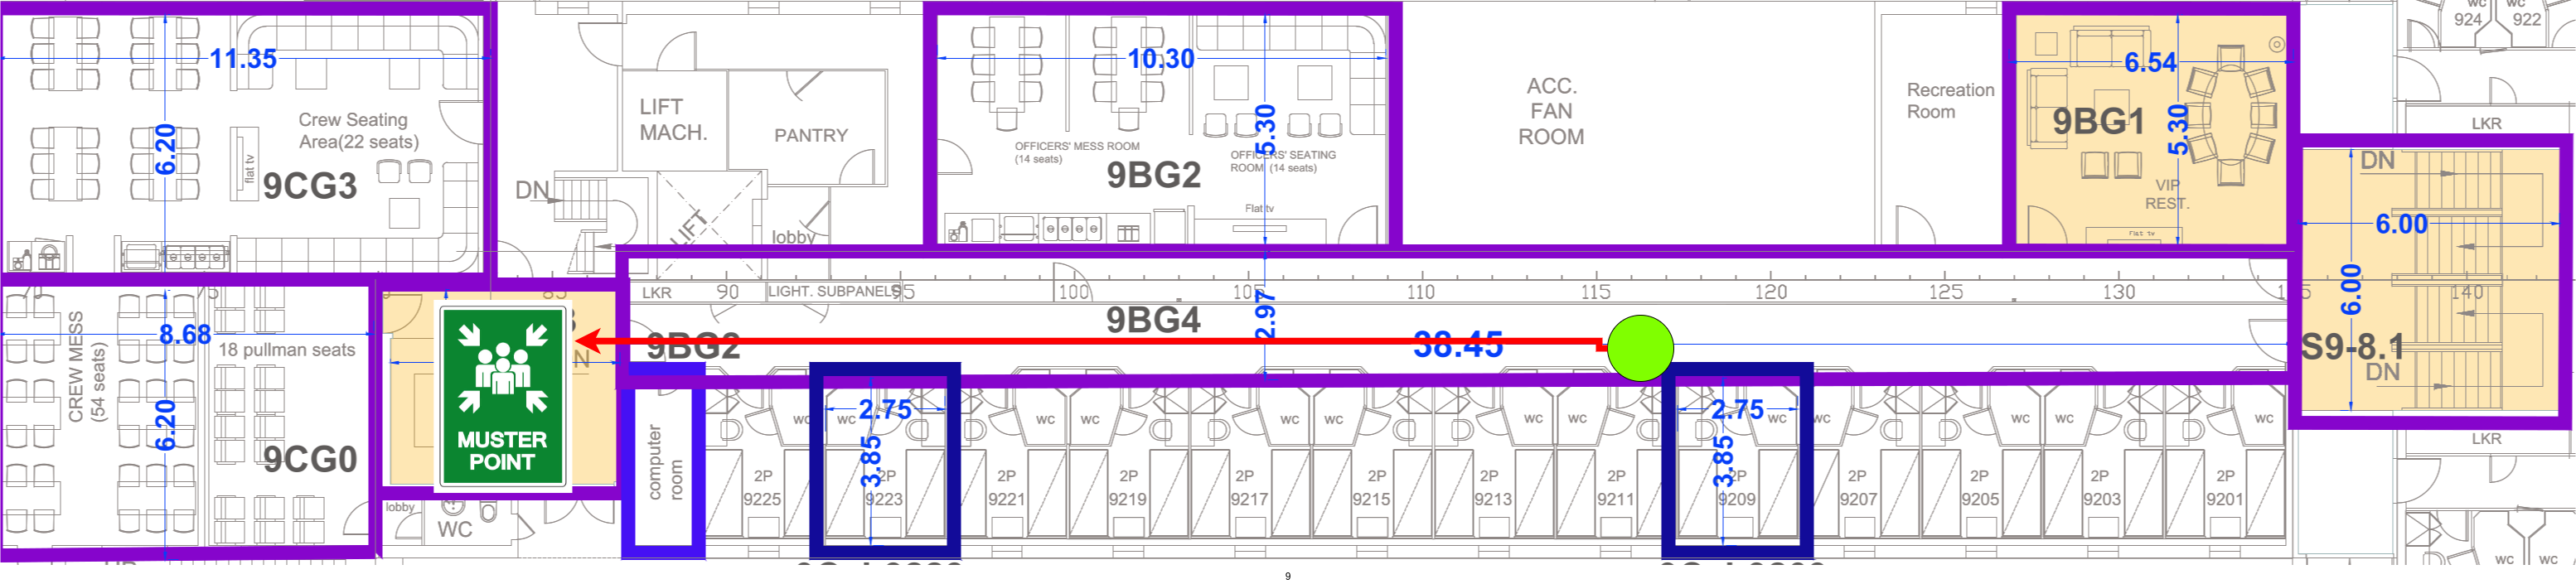 WC
924
WC
922
11.35
10.30
6.54
Crew Seating
Area(22 seats)
6.20
flat tv
9CG3
LIFT
MACH.
PANTRY
DN
LIFT
lobby
OFFICERS' MESS ROOM
(14 seats)
OFFICERS' SEATING
ROOM (14 seats)
5.30
9BG2
Flat tv
ACC.
FAN
ROOM
Recreation
Room
9BG1
5.30
VIP
REST.
Flat tv
LKR
DN
6.00
6.00
S9-8.1
DN
140
LKR
LKR
90
LIGHT. SUBPANELS
95
100
105
110
115
120
125
130
9BG4
2.97
9BG2
38.45
CREW MESS
(54 seats)
8.68
18 pullman seats
6.20
9CG0
MUSTER
POINT
lobby
WC
computer
room
WC
2.75
WC
WC
WC
WC
WC
WC
2.75
WC
WC
WC
WC
WC
3.85
3.85
2P
9225
2P
9223
2P
9221
2P
9219
2P
9217
2P
9215
2P
9213
2P
9211
2P
9209
2P
9207
2P
9205
2P
9203
2P
9201
WC
WC
9